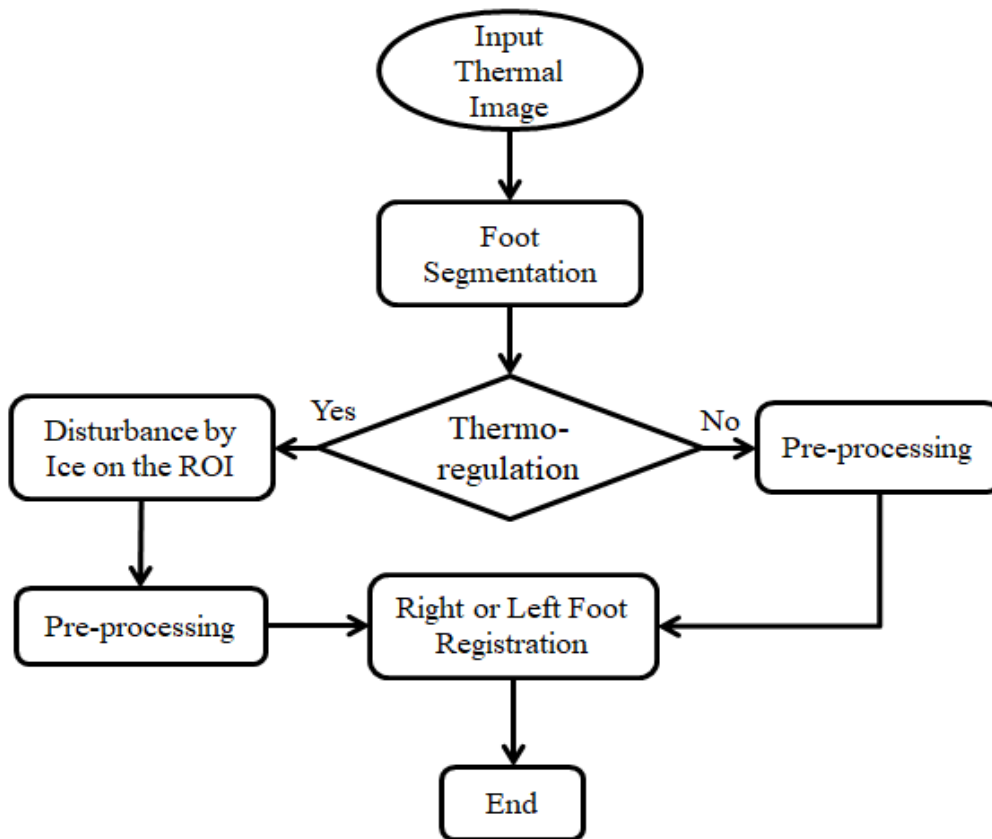 Input
Thermal
Image
Foot
Segmentation
Thermo-
regulation
Yes
No
Disturbance by
Ice on the ROI
Pre-processing
Pre-processing
Right or Left Foot
Registration
End